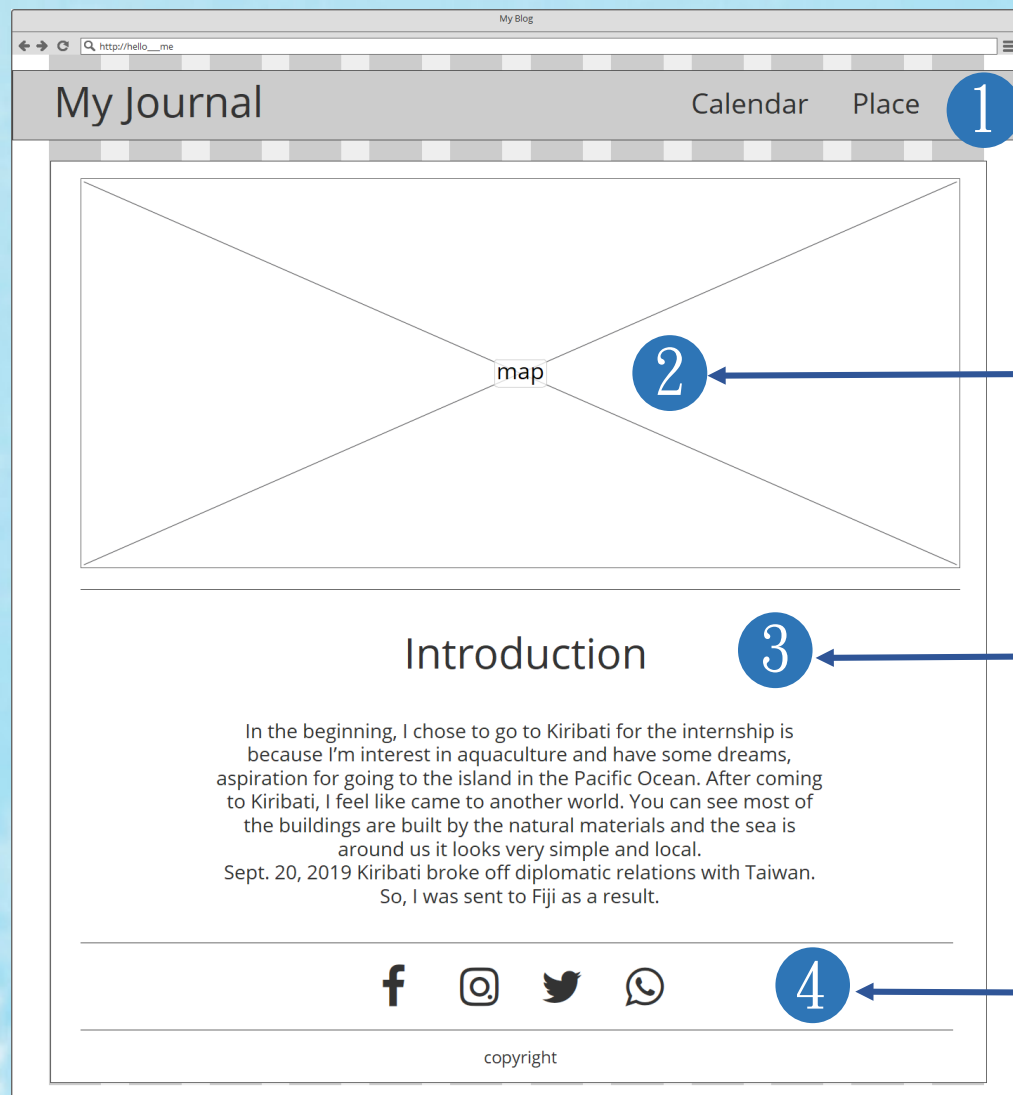 My Blog
http://hello___me
My Journal
Calendar Place
1
map
2
Introduction
3
In the beginning, I chose to go to Kiribati for the internship is
because I’m interest in aquaculture and have some dreams,
aspiration for going to the island in the Pacific Ocean. After coming
to Kiribati, I feel like came to another world. You can see most of
the buildings are built by the natural materials and the sea is
around us it looks very simple and local.
Sept. 20, 2019 Kiribati broke off diplomatic relations with Taiwan.
So, I was sent to Fiji as a result.
4
copyright